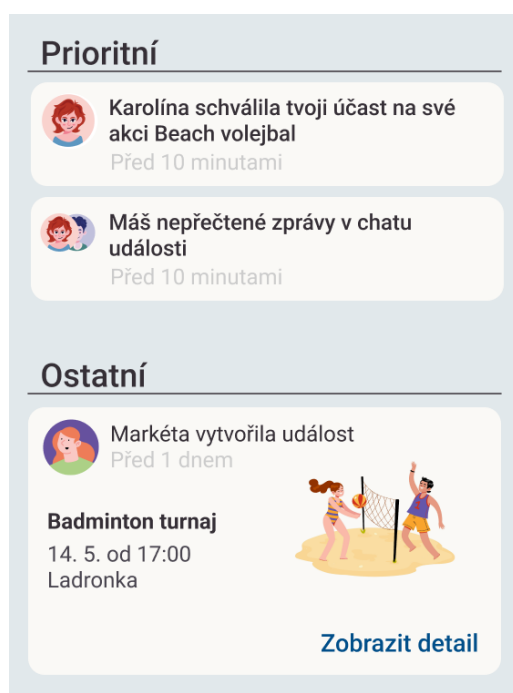 Prioritní
Karolína schválila tvoji účast na své
akci Beach volejbal
Před 10 minutami
Máš nepřečtené zprávy v chatu
události
Před 10 minutami
Ostatní
Markéta vytvořila událost
Před 1 dnem
Badminton turnaj
14. 5. od 17:00
Ladronka
Zobrazit detail